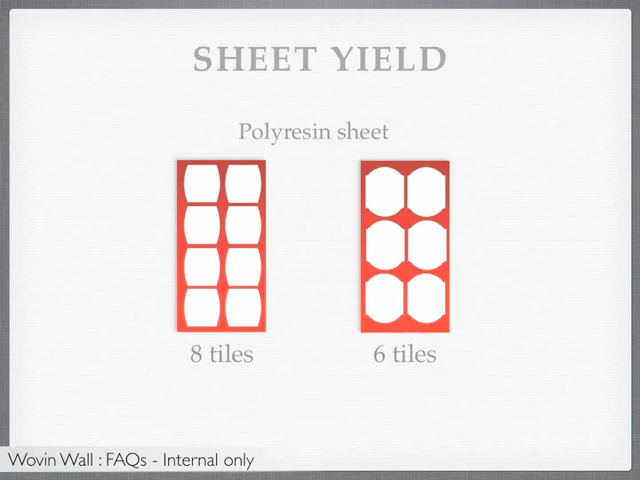 SHEET YIELD
Polyresin sheet
8 tiles
6 tiles
Wovin Wall : FAQs - Internal only